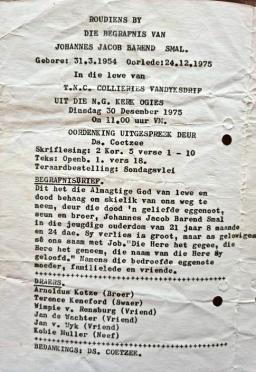 ROUDIENS BY
DIE BEGRAFNIS VAN
JOHANNES JACOB BAREND SMAL.
Gebore: 31.3.1954 Oorlede:24.12.1975
In die lewe van
T.N.C. COLLIERIES VANDYKSDRIF
UIT DIE N.G. KERK OGIES
Dinsdag 30 Desember 1975
Om 11.00 uur VM.
OORDENKING UITGESPREEK DEUR
Ds. Coetzee
Skriflesing: 2 Kor. 5 verse 1 - 10
Teks: Openb. 1. vers 18.
Teraardbestelling: Sondagsvlei
BEGRAFNISBRIEF.
Dit het die Almagtige God van lewe en
dood behaag om skielik van ons weg te
neem, deur die dood 'n geliefde eggenoot,
seun en broer, Johannes Jacob Barend Smal
in die jeugdige ouderdom van 21 jaar 8 maande
en 24 dae. Sy verlies is groot, maar as gelowiges
sê ons saam met Job."Die Here het gegee, die
Here het geneem, die naam van die Here Sy
geloofd." Namens die bedroefde eggenote
moeder, familielede en vriende.
DRAERS.
Arnoldus Kotze (Broer)
Terence Keneford (Swaer)
Wimpie v. Rensburg (Vriend)
Jan de Wachter (Vriend)
Jan v. Wyk (Vriend)
Kobie Muller (Neef)
BEDANKINGS: DS. COETZEE.